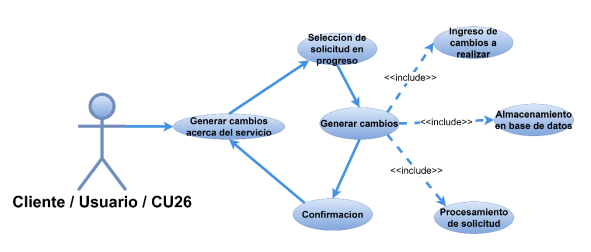 Seleccion de
solicitud en
progreso
Ingreso de
cambios a
realizar
<<include>>
Generar cambios
acerca del servicio
Generar cambios
<<include>>
Almacenamiento
en base de datos
<<include>>
Cliente / Usuario / CU26
Confirmacion
Procesamiento
de solicitud